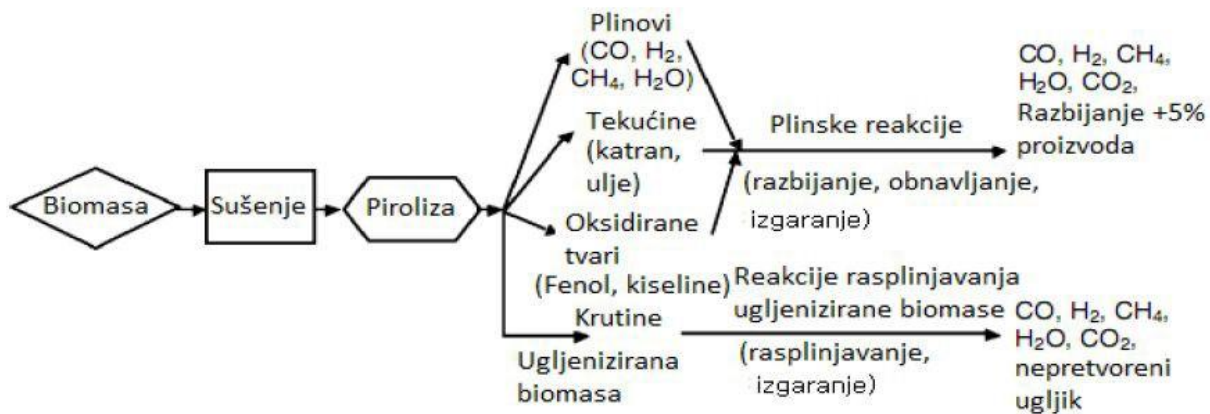 Biomasa
Sušenje
Piroliza
Plinovi
(CO, H₂,
CH₄, H₂O)
Tekućine
(katran,
ulje)
Oksidirane
tvari
(Fenol, kiseline)
Krutine
Ugljenizirana
biomasa
Plinske reakcije
(razbijanje, obnavljanje,
izgaranje)
Reakcije rasplinjavanja
ugljenizirane biomase
(rasplinjavanje,
izgaranje)
CO, H₂, CH₄,
H₂O, CO₂,
Razbijanje +5%
proizvoda
CO, H₂, CH₄,
H₂O, CO₂,
nepretvoreni
ugljik